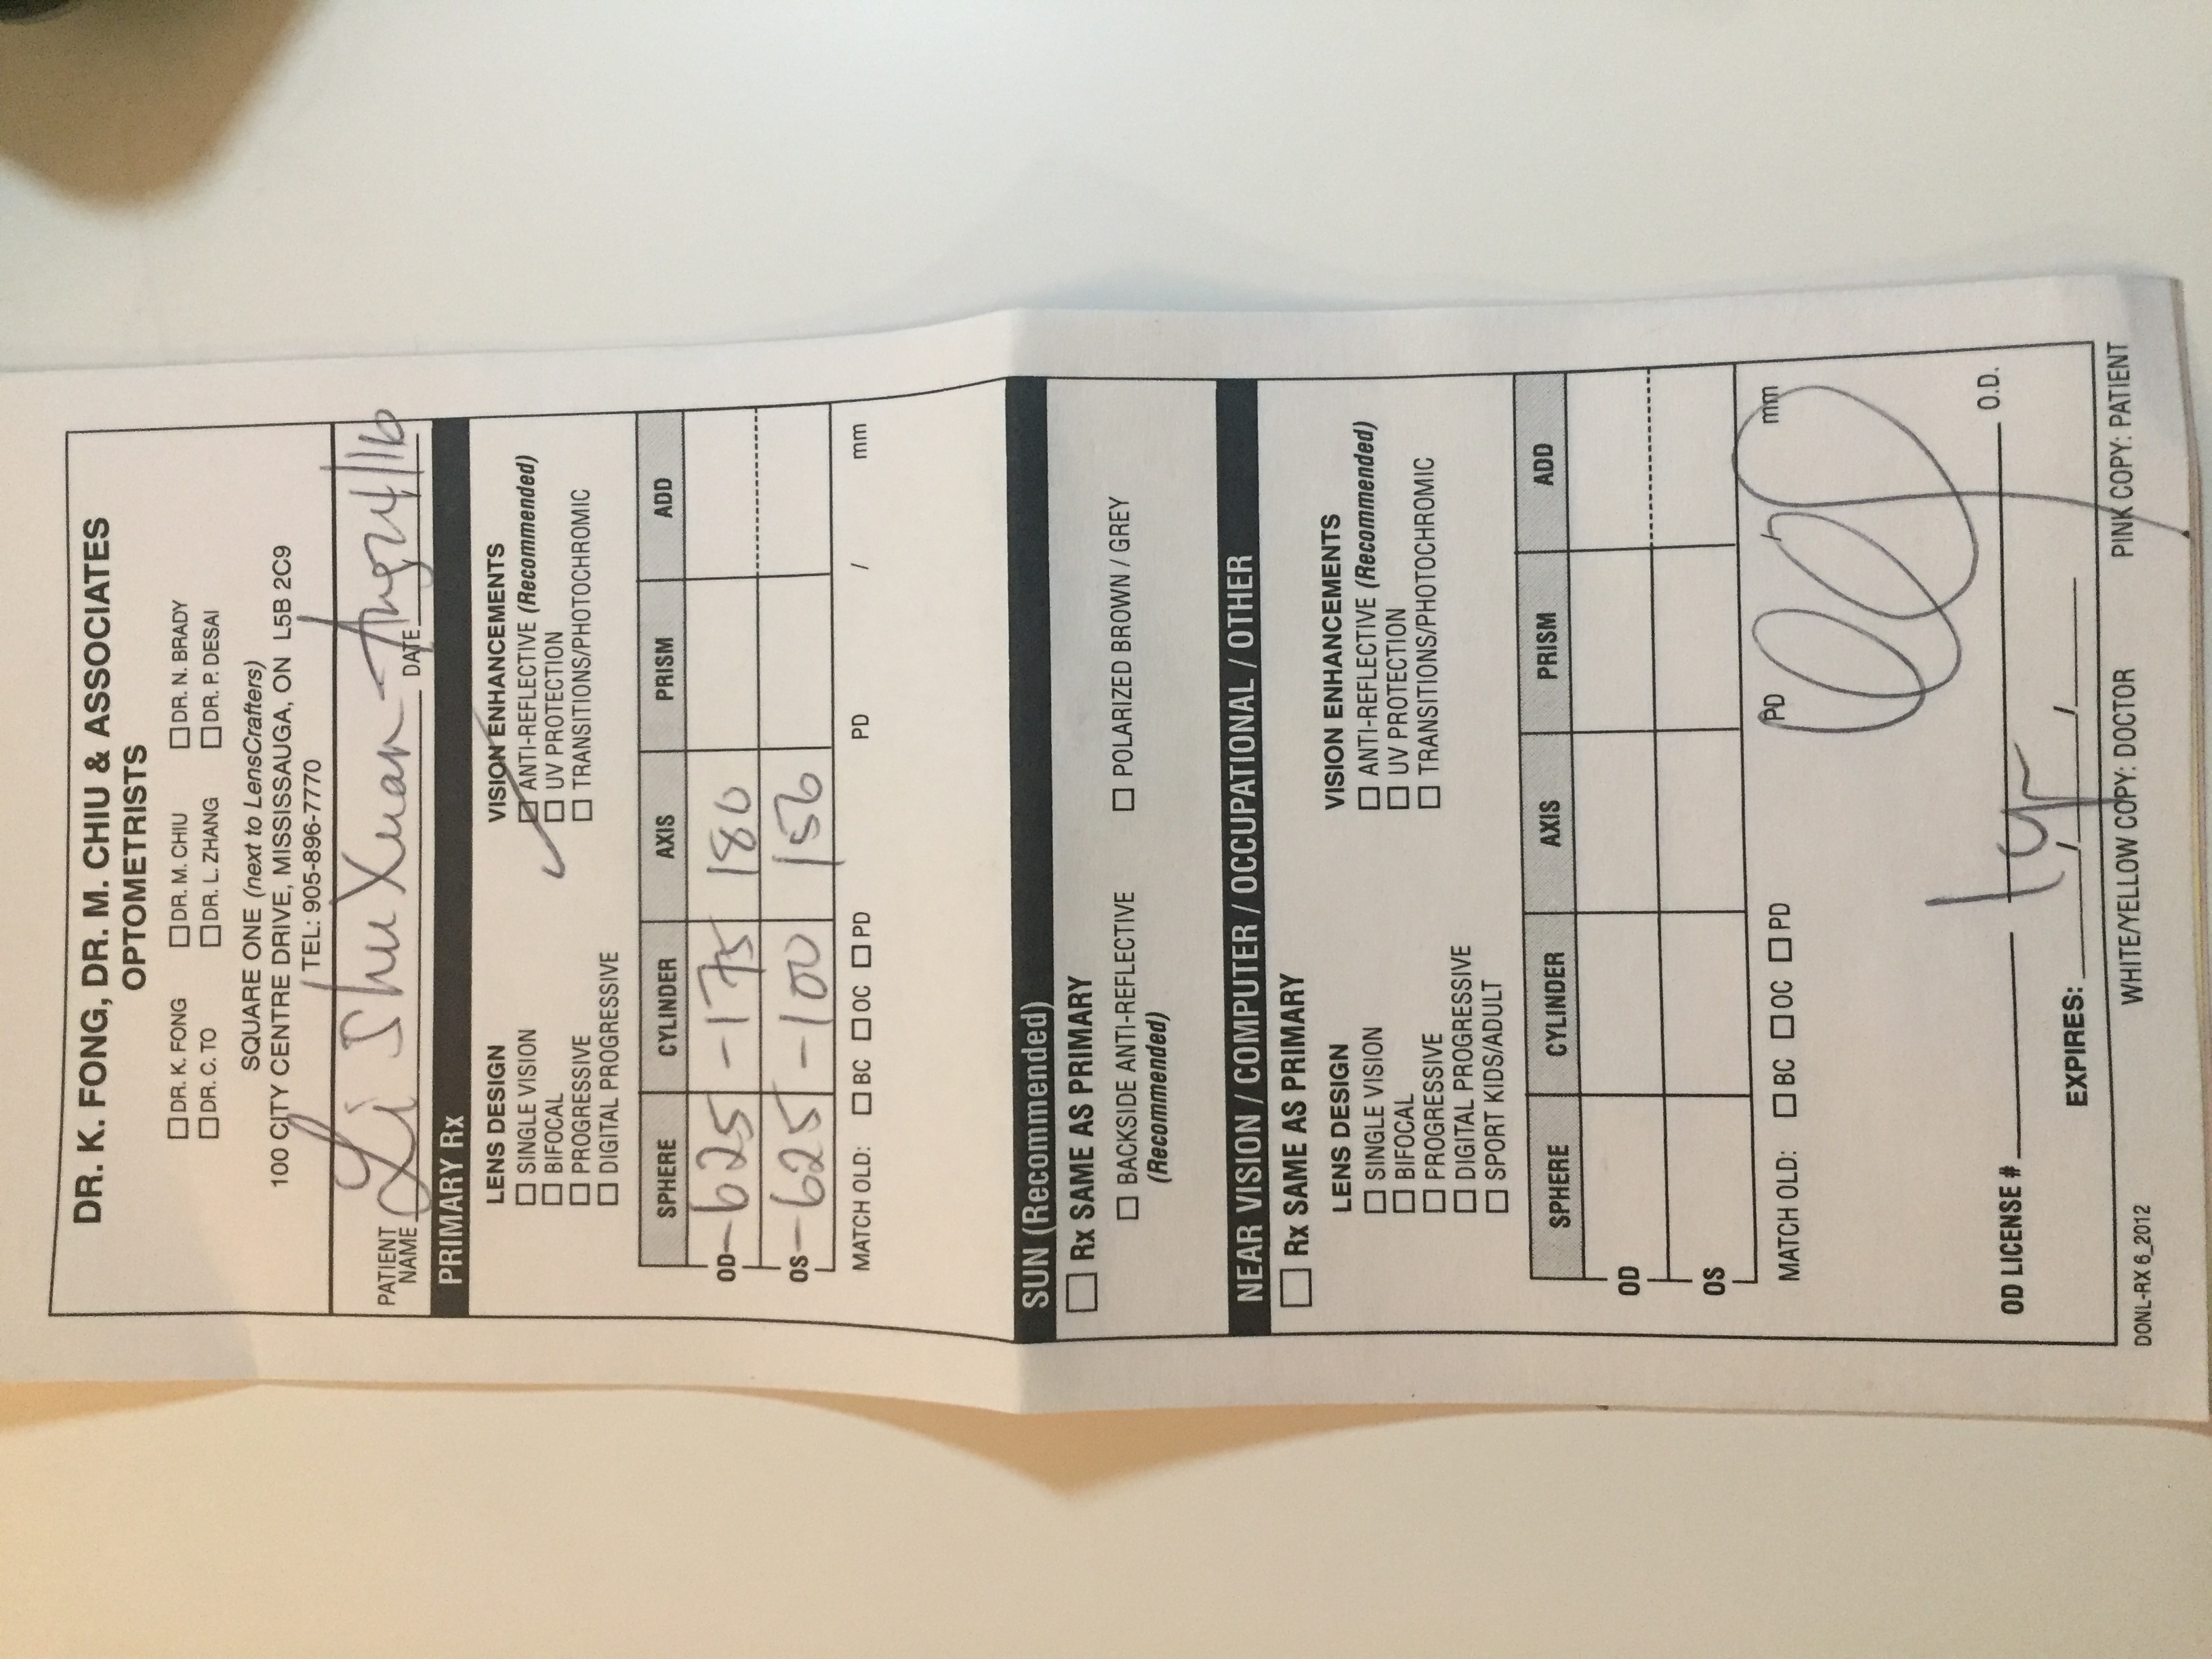 DR. K. FONG, DR. M. CHIU & ASSOCIATES
OPTOMETRISTS
DR. K. FONG DR. M. CHIU DR. N. BRADY
DR. C. TO DR. L. ZHANG DR. P. DESAI
SQUARE ONE (next to LensCrafters)
100 CITY CENTRE DRIVE, MISSISSAUGA, ON L5B 2C9
TEL: 905-896-7770
PATIENT NAME Li Shu Xuan DATE Aug 24/16
PRIMARY Rx
LENS DESIGN VISION ENHANCEMENTS
SINGLE VISION ANTI-REFLECTIVE (Recommended)
BIFOCAL UV PROTECTION
PROGRESSIVE TRANSITIONS/PHOTOCHROMIC
DIGITAL PROGRESSIVE
SPHERE CYLINDER AXIS PRISM ADD
OD -625 -175 180
OS -625 -100 156
MATCH OLD: BC OC PD PD / mm
SUN (Recommended)
Rx SAME AS PRIMARY
BACKSIDE ANTI-REFLECTIVE POLARIZED BROWN / GREY
(Recommended)
NEAR VISION / COMPUTER / OCCUPATIONAL / OTHER
Rx SAME AS PRIMARY
LENS DESIGN VISION ENHANCEMENTS
SINGLE VISION ANTI-REFLECTIVE (Recommended)
BIFOCAL UV PROTECTION
PROGRESSIVE TRANSITIONS/PHOTOCHROMIC
DIGITAL PROGRESSIVE
SPORT KIDS/ADULT
SPHERE CYLINDER AXIS PRISM ADD
OD
OS
MATCH OLD: BC OC PD PD / mm
OD LICENSE # O.D.
EXPIRES: / /
WHITE/YELLOW COPY: DOCTOR PINK COPY: PATIENT
DONL-RX 6_2012